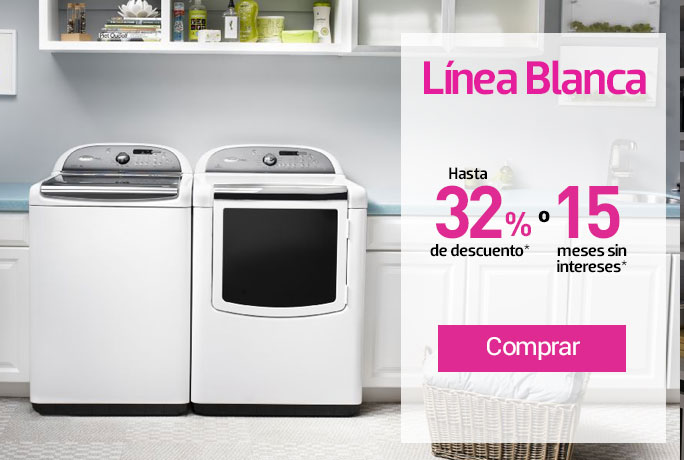 Línea Blanca
Hasta
32% o 15
de descuento* meses sin
intereses*
Comprar